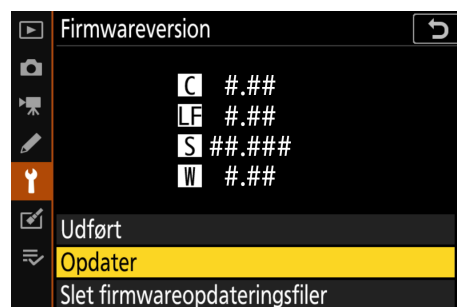 Firmwareversion
C #.##
LF #.##
S ##.###
W #.##
Udført
Opdater
Slet firmwareopdateringsfiler